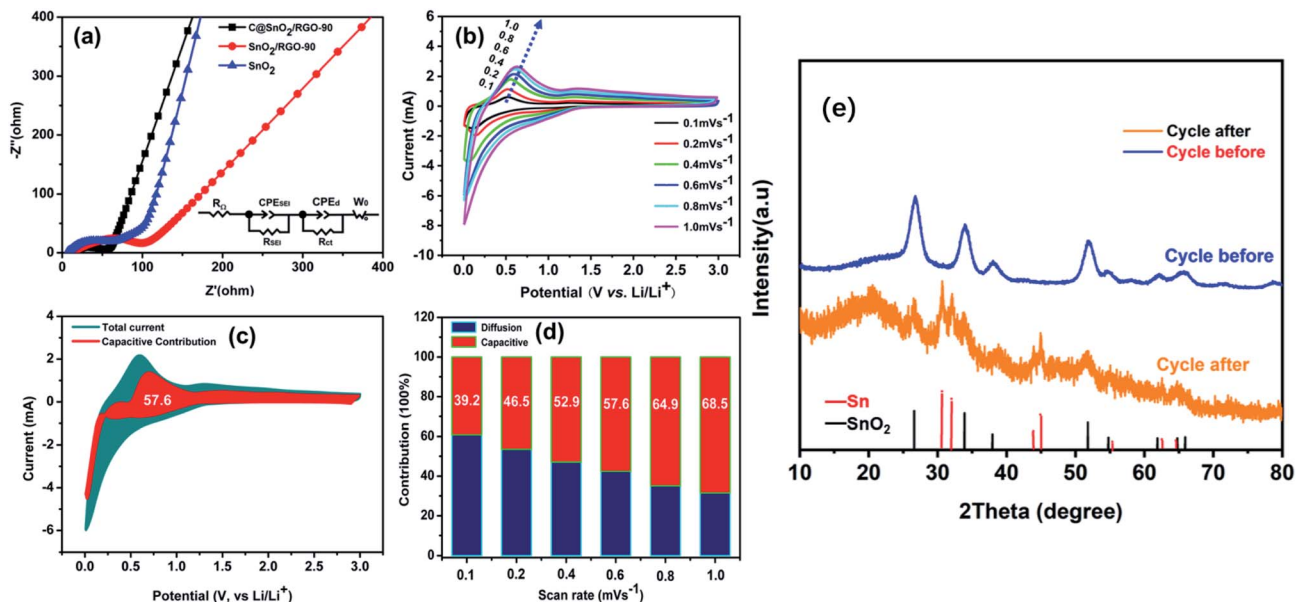 (a)
C@SnO2/RGO-90
SnO2/RGO-90
SnO2
-Z''(ohm)
400
300
200
100
0
0 100 200 300 400
Z'(ohm)
RΩ CPESEI CPEd W0
RSEI Rct
(b)
1.0
0.8
0.6
0.4
0.2
0.1
Current (mA)
6
4
2
0
-2
-4
-6
-8
-10
0.1mVs-1
0.2mVs-1
0.4mVs-1
0.6mVs-1
0.8mVs-1
1.0mVs-1
0.0 0.5 1.0 1.5 2.0 2.5 3.0
Potential (V vs. Li/Li+)
(c)
Total current
Capacitive Contribution
57.6
Current (mA)
4
2
0
-2
-4
-6
0.0 0.5 1.0 1.5 2.0 2.5 3.0
Potential (V, vs Li/Li+)
(d)
Diffusion
Capacitive
Contribution (100%)
120
100
80
60
40
20
0
39.2 46.5 52.9 57.6 64.9 68.5
0.1 0.2 0.4 0.6 0.8 1.0
Scan rate (mVs-1)
(e)
Cycle after
Cycle before
Intensity(a.u)
Cycle before
Cycle after
Sn
SnO2
10 20 30 40 50 60 70 80
2Theta (degree)